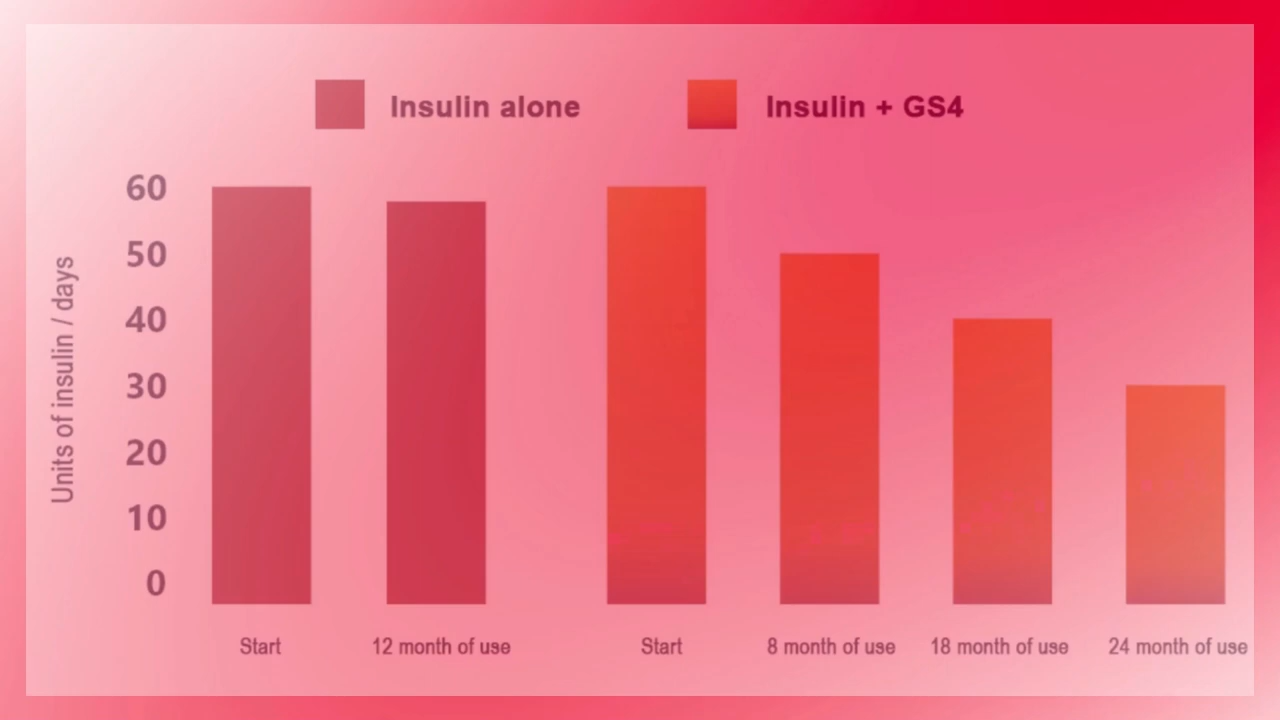 Insulin alone
Insulin + GS4
Units of insulin / days
60
50
40
30
20
10
0
Start
12 month of use
Start
8 month of use
18 month of use
24 month of use